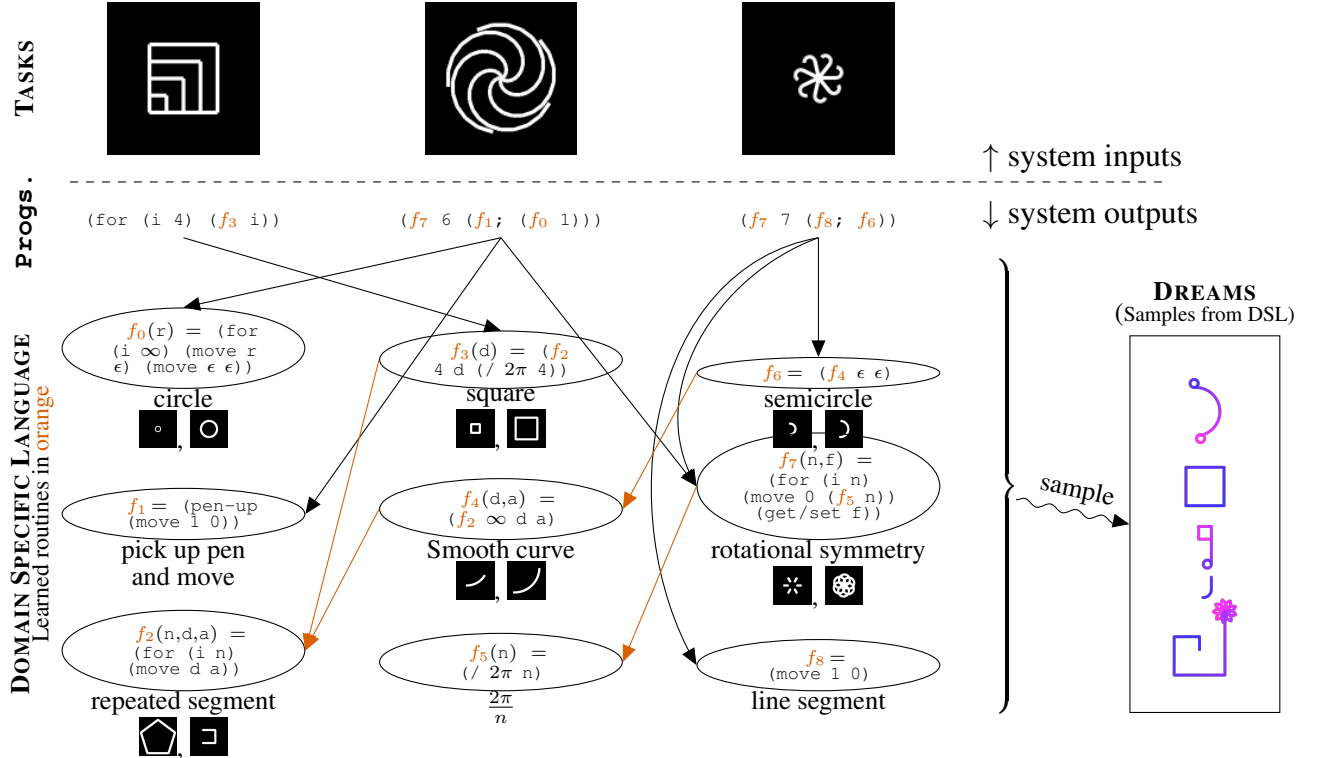 TASKS
↑ system inputs
Progs.
(for (i 4) (f3 i))
(f7 6 (f1; (f0 1)))
(f7 7 (f8; f6))
↓ system outputs
DOMAIN SPECIFIC LANGUAGE
Learned routines in orange
f0(r) = (for
(i ∞) (move r
ϵ) (move ϵ ϵ))
circle
,
f3(d) = (f2
4 d (/ 2π 4))
square
,
f6= (f4 ϵ ϵ)
semicircle
,
f1= (pen-up
(move 1 0))
pick up pen
and move
f4(d,a) =
(f2 ∞ d a)
Smooth curve
,
f7(n,f) =
(for (i n)
(move 0 (f5 n))
(get/set f))
rotational symmetry
,
f2(n,d,a) =
(for (i n)
(move d a))
repeated segment
,
f5(n) =
(/ 2π n)
2π
n
f8=
(move 1 0)
line segment
sample
DREAMS
(Samples from DSL)